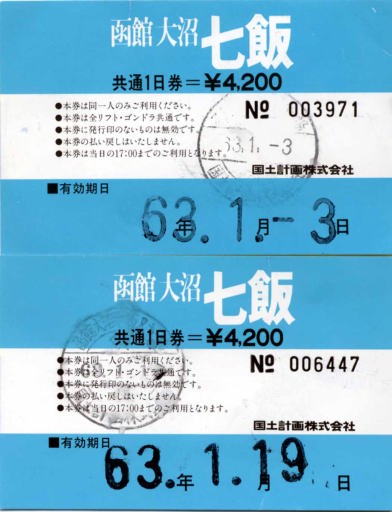 函館 大沼 七飯
共通1日券=¥4,200
●本券は同一人のみご利用ください。
●本券は全リフト・ゴンドラ共通です。
●本券に発行印のないものは無効です。
●本券の払い戻しはいたしません。
●本券は当日の17:00までのご利用となります。
№ 003971
63.1.-3
国土計画株式会社
■有効期日
63年.1.月-3日
函館 大沼 七飯
共通1日券=¥4,200
●本券は同一人のみご利用ください。
●本券は全リフト・ゴンドラ共通です。
●本券に発行印のないものは無効です。
●本券の払い戻しはいたしません。
●本券は当日の17:00までのご利用となります。
№ 006447
国土計画株式会社
■有効期日
63.年1.月19日